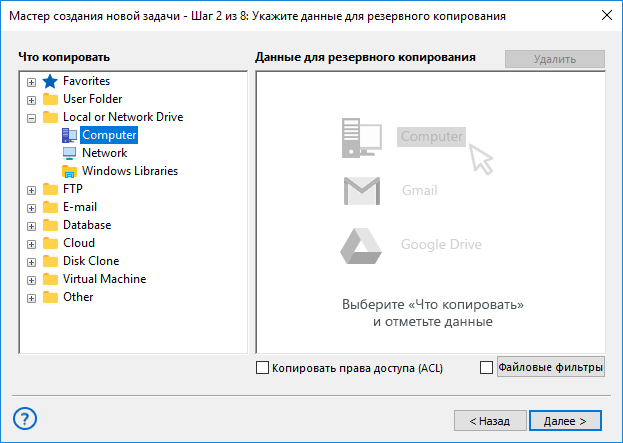 Мастер создания новой задачи - Шаг 2 из 8: Укажите данные для резервного копирования
Что копировать
Favorites
User Folder
Local or Network Drive
Computer
Network
Windows Libraries
FTP
E-mail
Database
Cloud
Disk Clone
Virtual Machine
Other
Данные для резервного копирования
Удалить
Computer
Gmail
Google Drive
Выберите «Что копировать»
и отметьте данные
Копировать права доступа (ACL)
Файловые фильтры
?
< Назад
Далее >